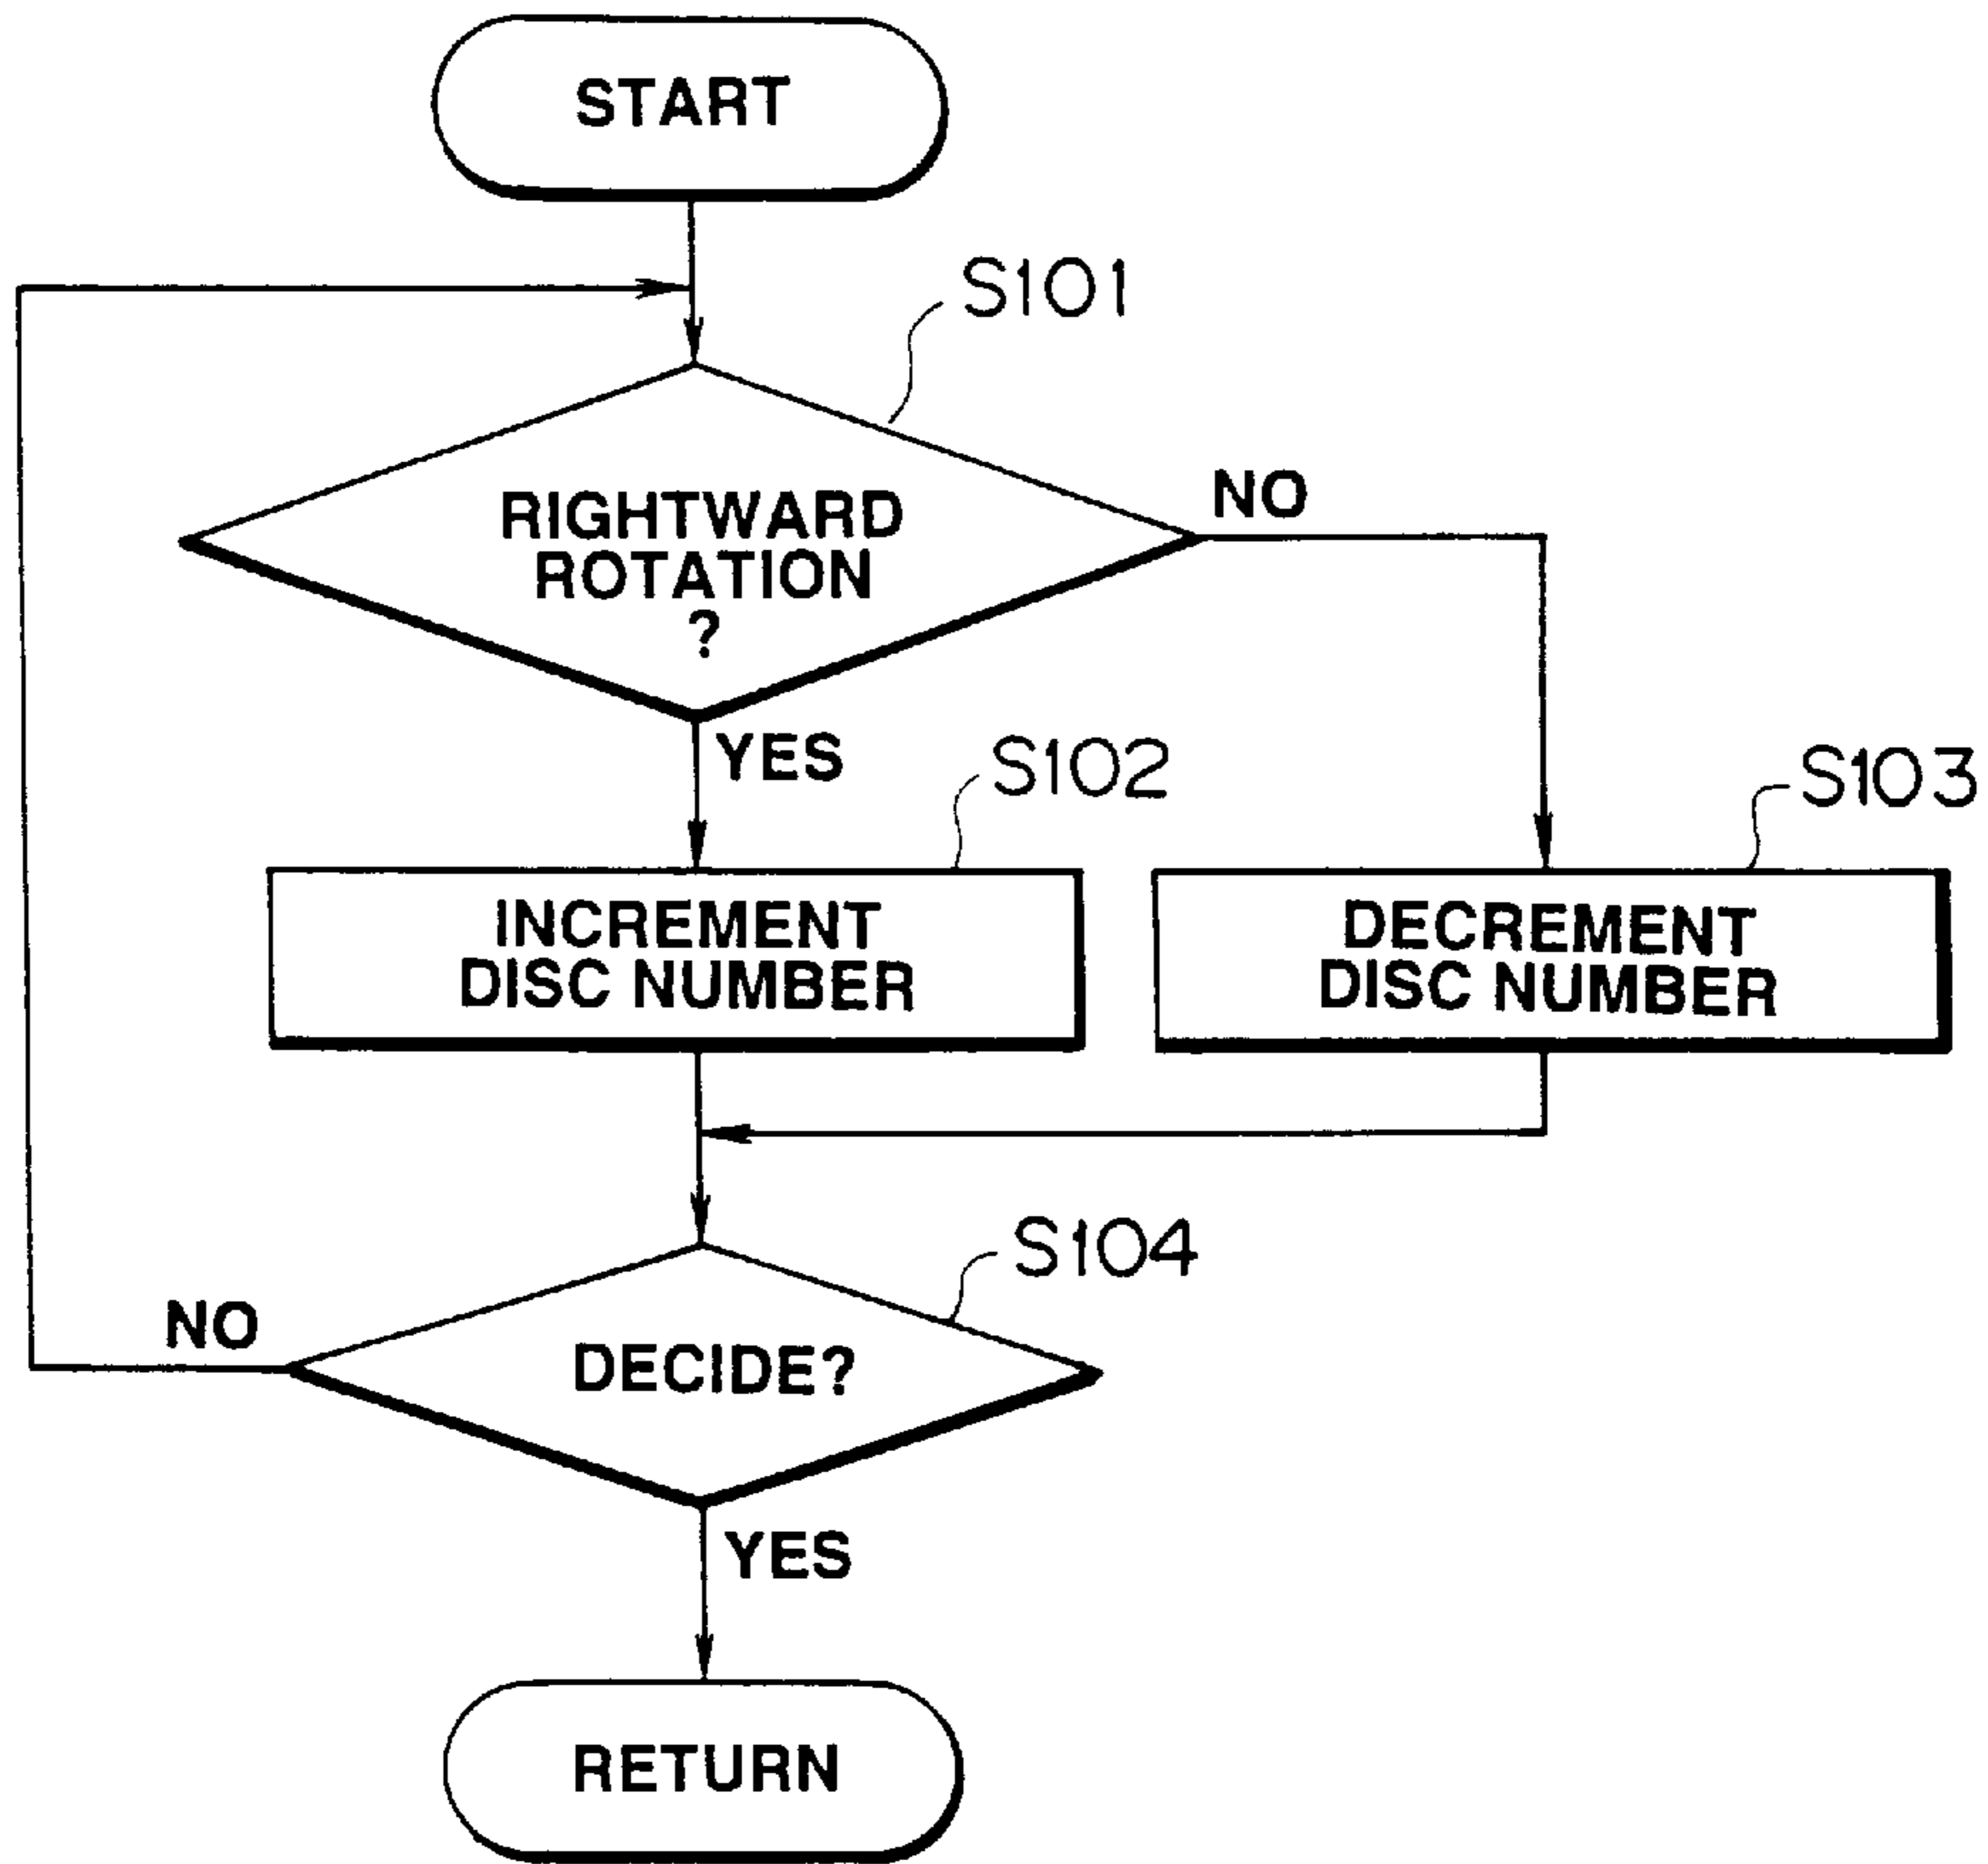 START
S101
RIGHTWARD
ROTATION
?
NO
YES
S102
S103
INCREMENT
DISC NUMBER
DECREMENT
DISC NUMBER
S104
NO
DECIDE?
YES
RETURN